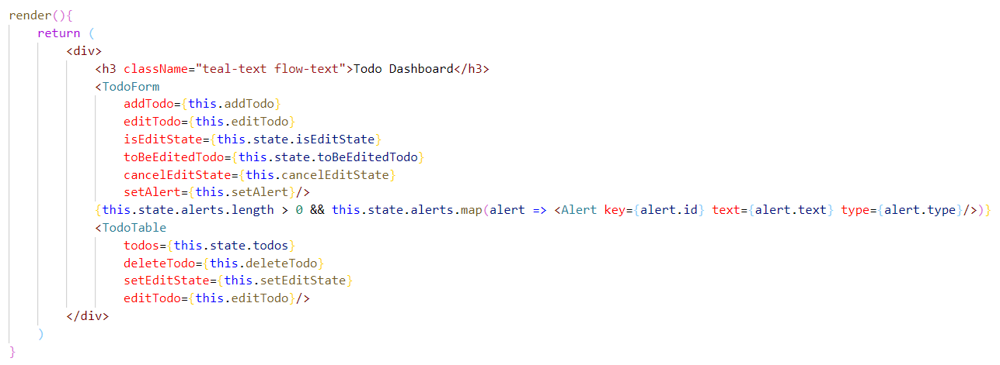 render(){
    return (
        <div>
            <h3 className="teal-text flow-text">Todo Dashboard</h3>
            <TodoForm
                addTodo={this.addTodo}
                editTodo={this.editTodo}
                isEditState={this.state.isEditState}
                toBeEditedTodo={this.state.toBeEditedTodo}
                cancelEditState={this.cancelEditState}
                setAlert={this.setAlert}/>
            {this.state.alerts.length > 0 && this.state.alerts.map(alert => <Alert key={alert.id} text={alert.text} type={alert.type}/>)}
            <TodoTable
                todos={this.state.todos}
                deleteTodo={this.deleteTodo}
                setEditState={this.setEditState}
                editTodo={this.editTodo}/>
        </div>
    )
}